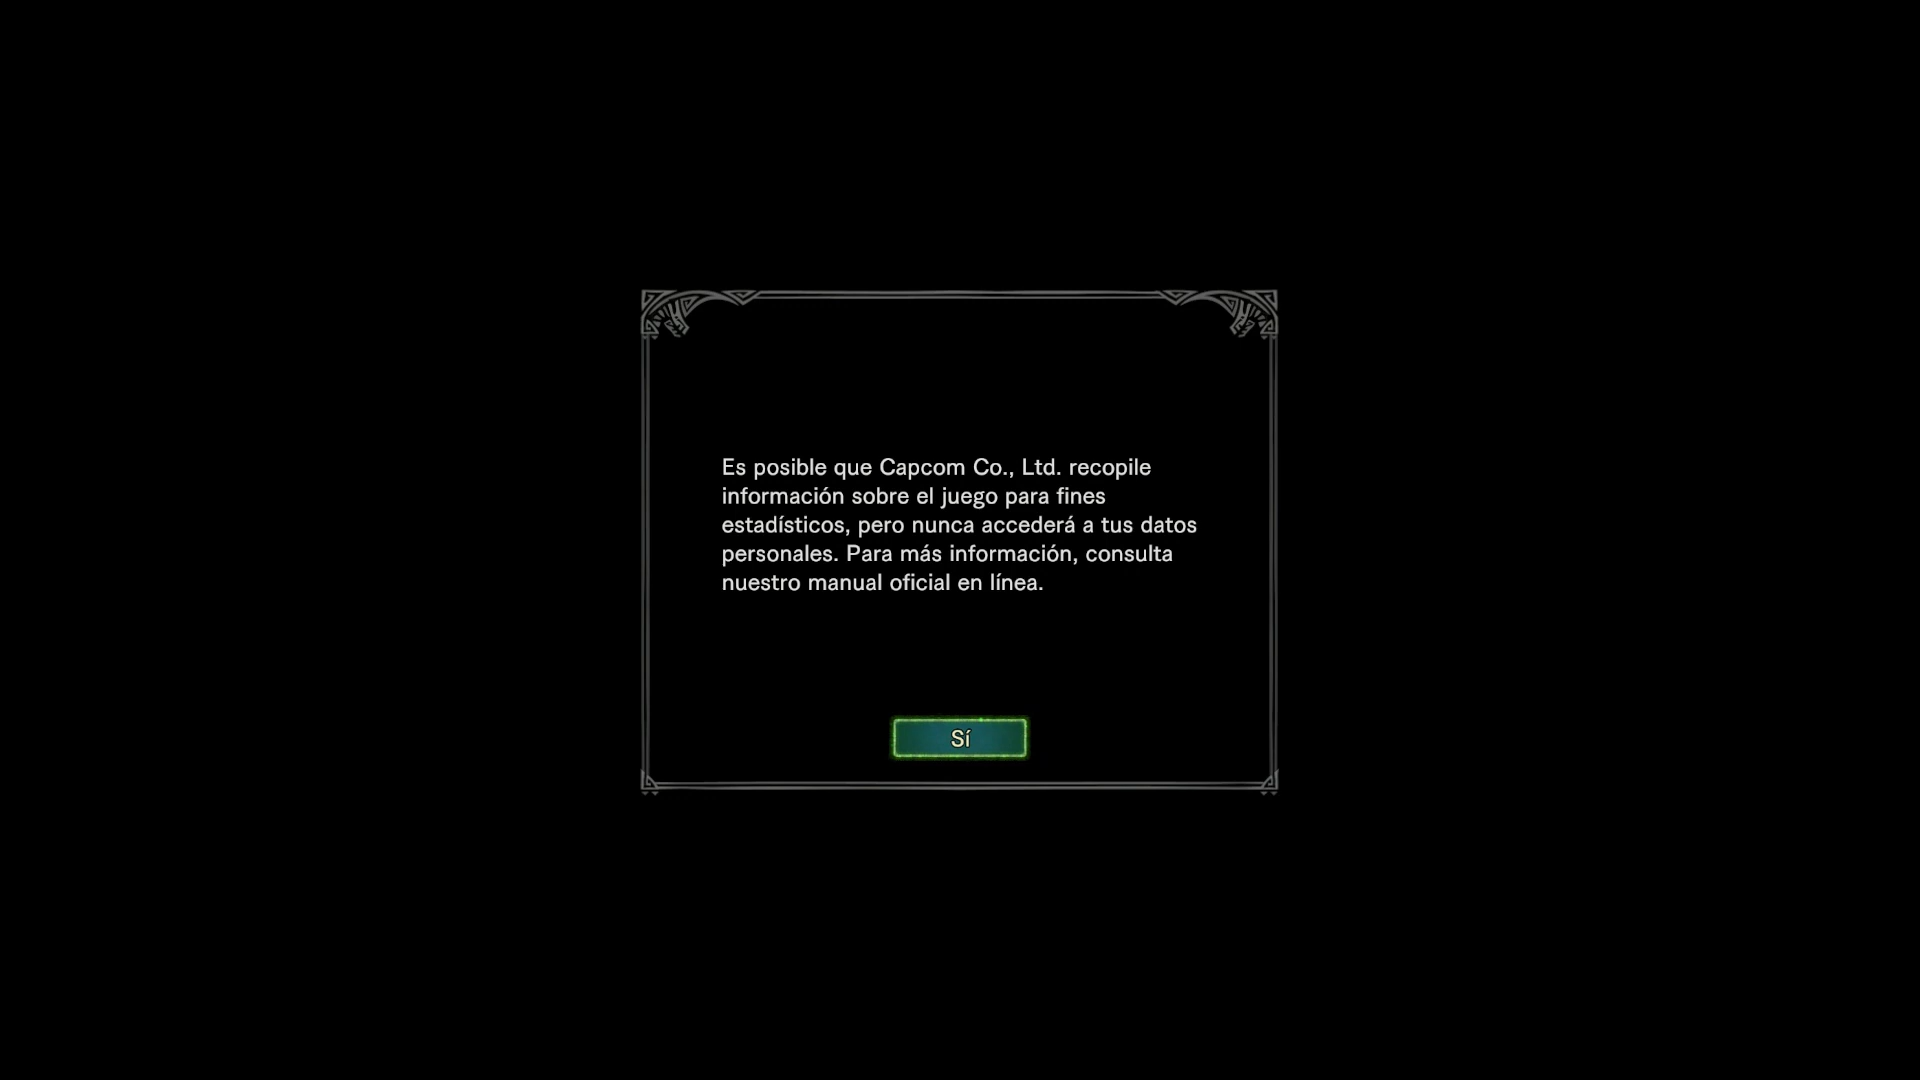 Es posible que Capcom Co., Ltd. recopile
información sobre el juego para fines
estadísticos, pero nunca accederá a tus datos
personales. Para más información, consulta
nuestro manual oficial en línea.
Sí